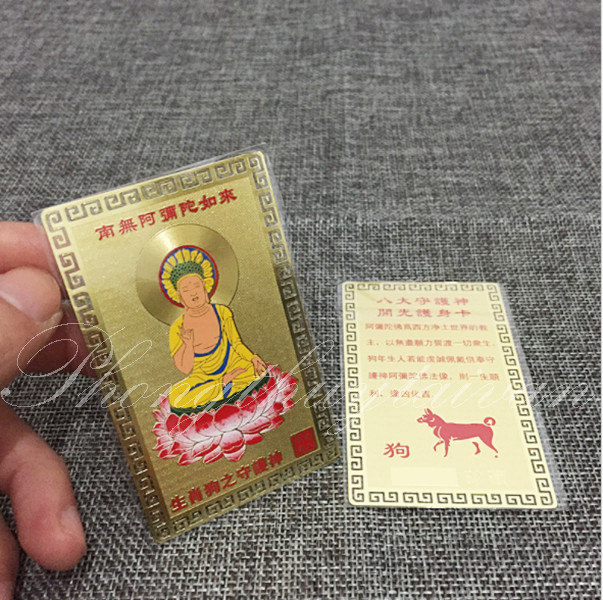 南無阿彌陀如來
生肖狗之守護神
八大守護神
開光護身卡
阿彌陀佛爲西方淨土世界的教
主，以無量願力普渡一切衆生，
狗年生人若能虔誠佩戴供奉守
護神阿彌陀佛法像，則一生順
利，逢凶化吉。
狗